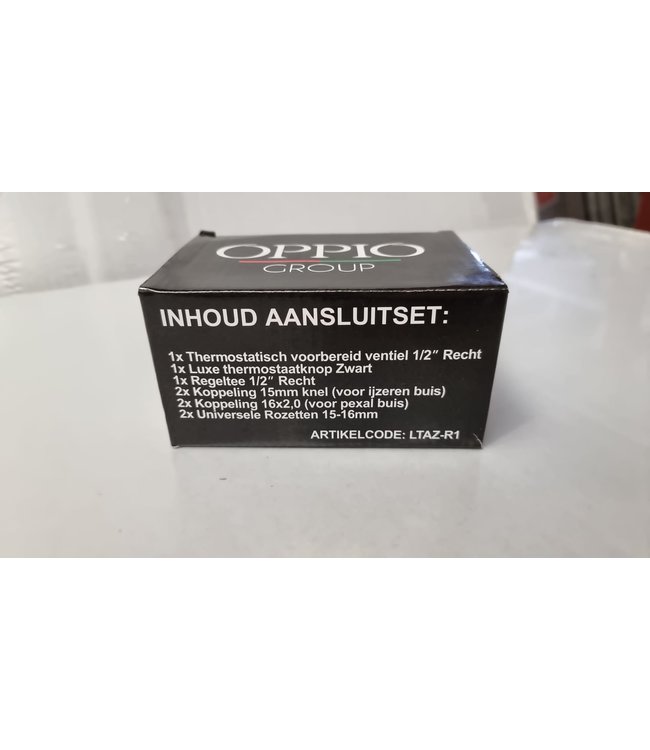 OPPIO
GROUP
INHOUD AANSLUITSET:
1x Thermostatisch voorbereid ventiel 1/2" Recht
1x Luxe thermostaatknop Zwart
1x Regeltee 1/2" Recht
2x Koppeling 15mm knel (voor ijzeren buis)
2x Koppeling 16x2,0 (voor pexal buis)
2x Universele Rozetten 15-16mm
ARTIKELCODE: LTAZ-R1